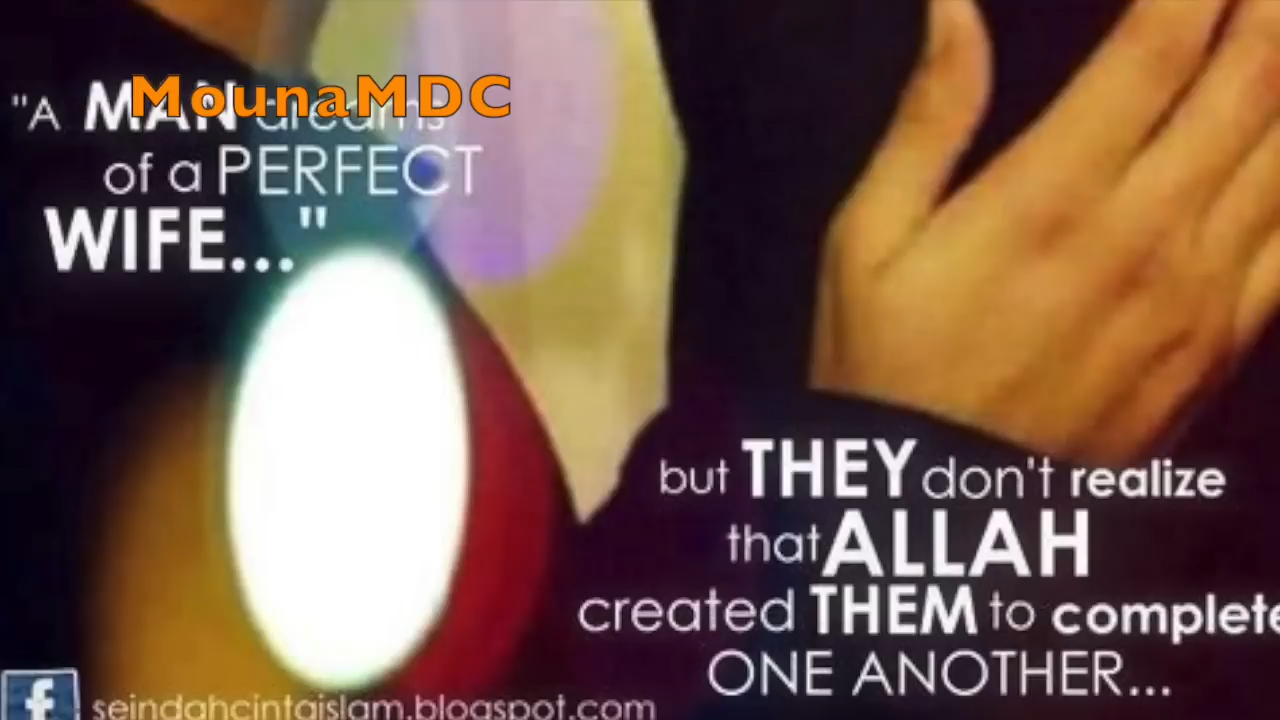 MounaMDC
"A MAN dreams
of a PERFECT
WIFE..."
but THEY don't realize
that ALLAH
created THEM to complete
ONE ANOTHER...
f seindahcintaislam.blogspot.com